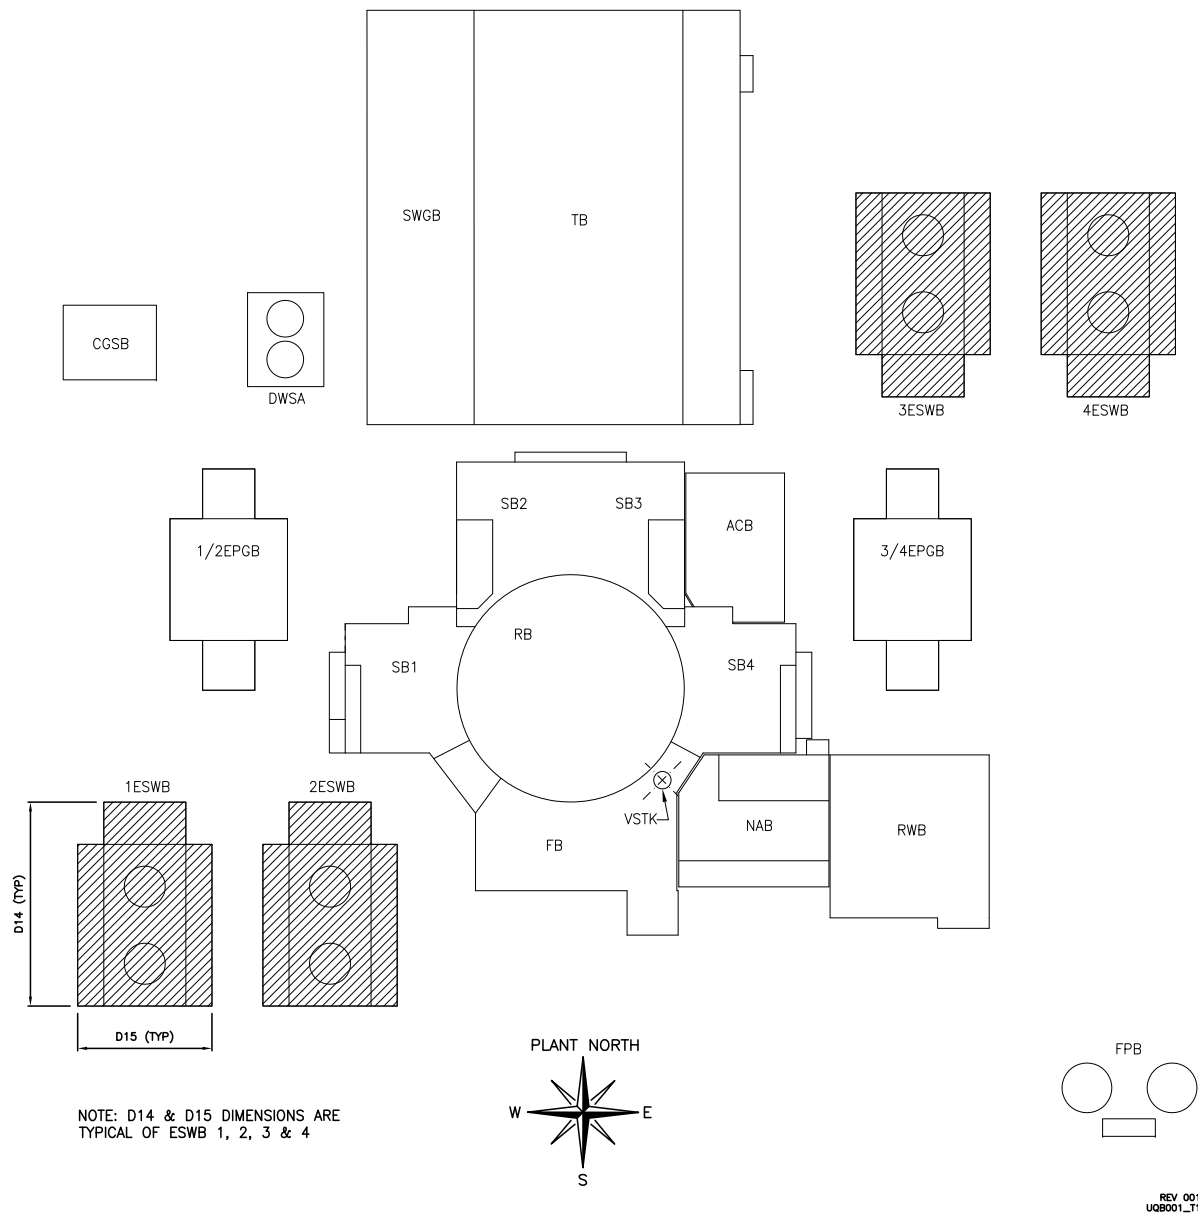 SWGB
TB
3ESWB
4ESWB
CGSB
DWSA
SB2
SB3
ACB
1/2EPGB
3/4EPGB
RB
SB1
SB4
1ESWB
2ESWB
VSTK
NAB
RWB
FB
D14 (TYP)
D15 (TYP)
PLANT NORTH
W
E
S
FPB
NOTE: D14 & D15 DIMENSIONS ARE
TYPICAL OF ESWB 1, 2, 3 & 4
REV 001